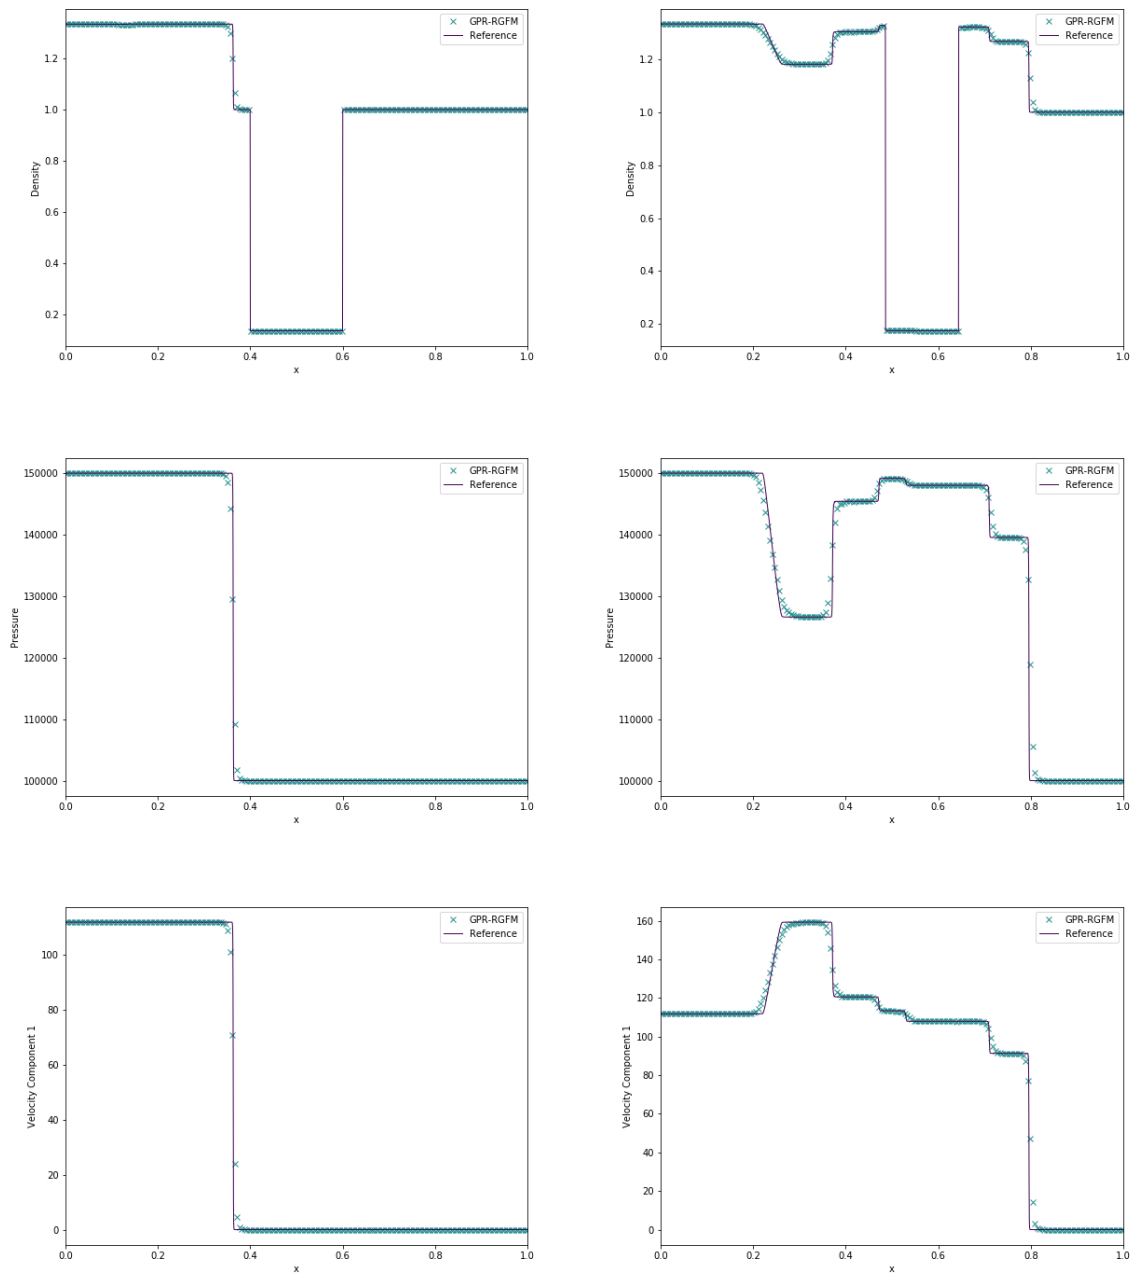 GPR-RGFM
Reference
1.2
1.0
0.8
0.6
0.4
0.2
Density
0.0 0.2 0.4 0.6 0.8 1.0
x
GPR-RGFM
Reference
1.2
1.0
0.8
0.6
0.4
0.2
Density
0.0 0.2 0.4 0.6 0.8 1.0
x
GPR-RGFM
Reference
150000
140000
130000
120000
110000
100000
Pressure
0.0 0.2 0.4 0.6 0.8 1.0
x
GPR-RGFM
Reference
150000
140000
130000
120000
110000
100000
Pressure
0.0 0.2 0.4 0.6 0.8 1.0
x
GPR-RGFM
Reference
100
80
60
40
20
0
Velocity Component 1
0.0 0.2 0.4 0.6 0.8 1.0
x
GPR-RGFM
Reference
160
140
120
100
80
60
40
20
0
Velocity Component 1
0.0 0.2 0.4 0.6 0.8 1.0
x